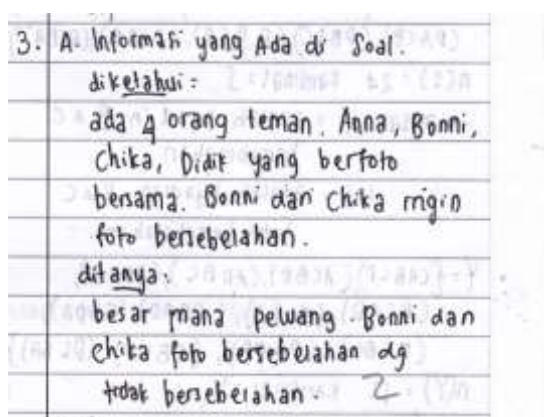 3. A. Informasi yang Ada di Soal.
diketahui =
ada 4 orang teman. Anna, Bonni,
Chika, Didit yang berfoto
bersama. Bonni dan Chika mgin
foto bersebelahan.
ditanya:
besar mana peluang. Bonni dan
Chika foto bersebelahan dg
tidak bersebelahan. 2